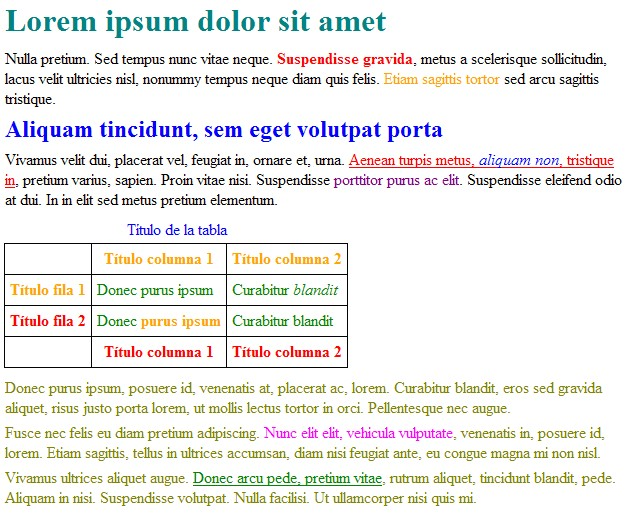 Lorem ipsum dolor sit amet
Nulla pretium. Sed tempus nunc vitae neque. Suspendisse gravida, metus a scelerisque sollicitudin,
lacus velit ultricies nisl, nonummy tempus neque diam quis felis. Etiam sagittis tortor sed arcu sagittis
tristique.
Aliquam tincidunt, sem eget volutpat porta
Vivamus velit dui, placerat vel, feugiat in, ornare et, urna. Aenean turpis metus, aliquam non, tristique
in, pretium varius, sapien. Proin vitae nisi. Suspendisse porttitor purus ac elit. Suspendisse eleifend odio
at dui. In in elit sed metus pretium elementum.
Título de la tabla
Título columna 1 Título columna 2
Título fila 1 Donec purus ipsum Curabitur blandit
Título fila 2 Donec purus ipsum Curabitur blandit
Título columna 1 Título columna 2
Donec purus ipsum, posuere id, venenatis at, placerat ac, lorem. Curabitur blandit, eros sed gravida
aliquet, risus justo porta lorem, ut mollis lectus tortor in orci. Pellentesque nec augue.
Fusce nec felis eu diam pretium adipiscing. Nunc elit elit, vehicula vulputate, venenatis in, posuere id,
lorem. Etiam sagittis, tellus in ultrices accumsan, diam nisi feugiat ante, eu congue magna mi non nisl.
Vivamus ultrices aliquet augue. Donec arcu pede, pretium vitae, rutrum aliquet, tincidunt blandit, pede.
Aliquam in nisi. Suspendisse volutpat. Nulla facilisi. Ut ullamcorper nisi quis mi.